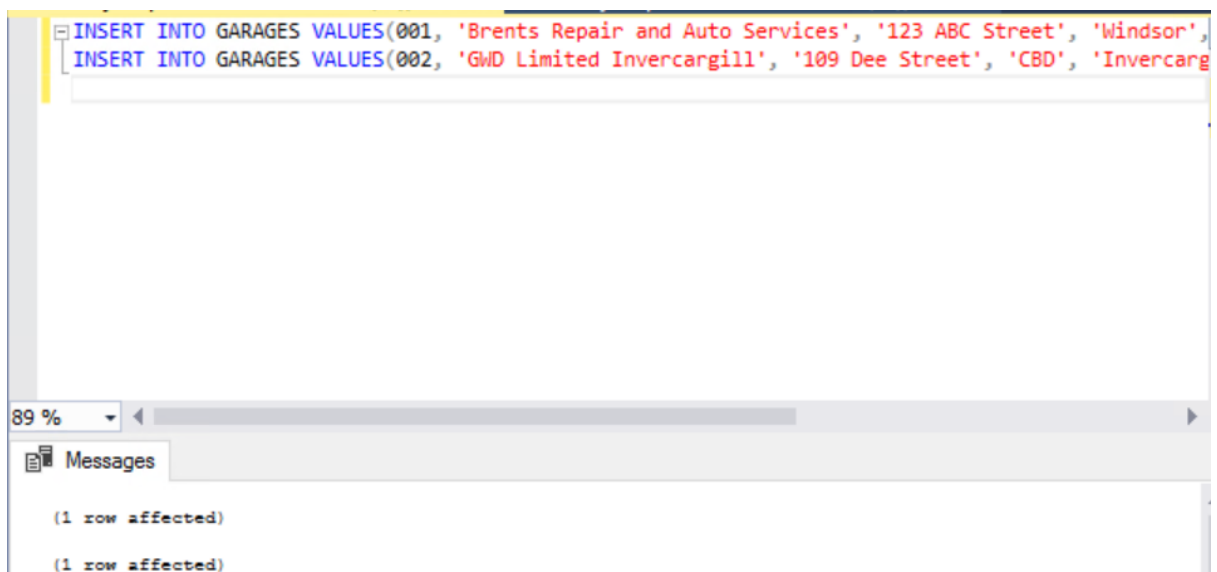 INSERT INTO GARAGES VALUES(001, 'Brents Repair and Auto Services', '123 ABC Street', 'Windsor',
INSERT INTO GARAGES VALUES(002, 'GWD Limited Invercargill', '109 Dee Street', 'CBD', 'Invercarg
89 %
Messages
(1 row affected)
(1 row affected)